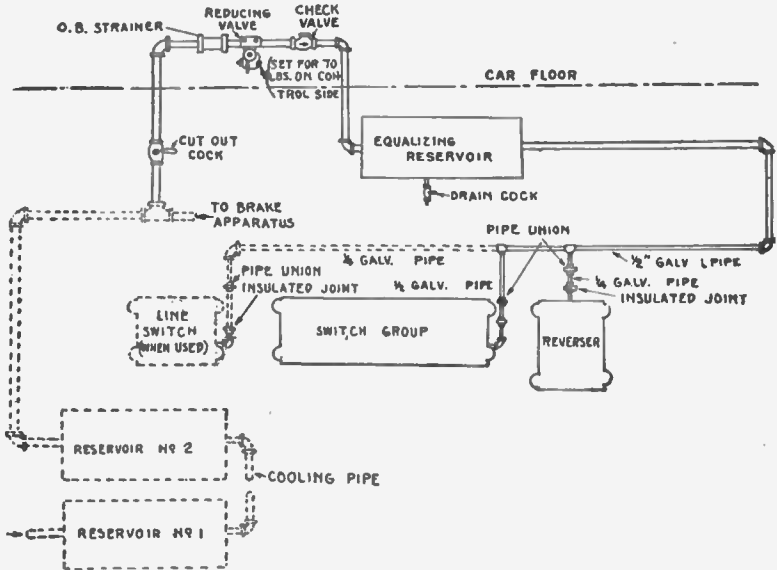 O.B. STRAINER
REDUCING
VALVE
CHECK
VALVE
SET FOR 70
LBS. ON CON-
TROL SIDE
CAR FLOOR
CUT OUT
COCK
EQUALIZING
RESERVOIR
DRAIN COCK
TO BRAKE
APPARATUS
PIPE UNION
GALV. PIPE
1/2" GALV. PIPE
PIPE UNION
INSULATED JOINT
1/2 GALV. PIPE
1/4 GALV. PIPE
INSULATED JOINT
LINE
SWITCH
(WHEN USED)
SWITCH GROUP
REVERSER
RESERVOIR Nº 2
COOLING PIPE
RESERVOIR Nº 1